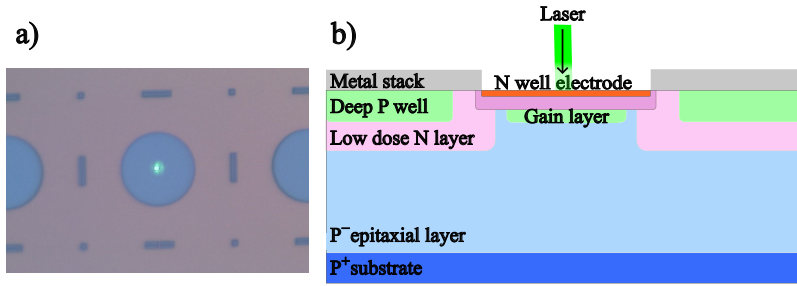 a)
b)
Laser
Metal stack
N well electrode
Deep P well
Gain layer
Low dose N layer
P⁻ epitaxial layer
P⁺ substrate